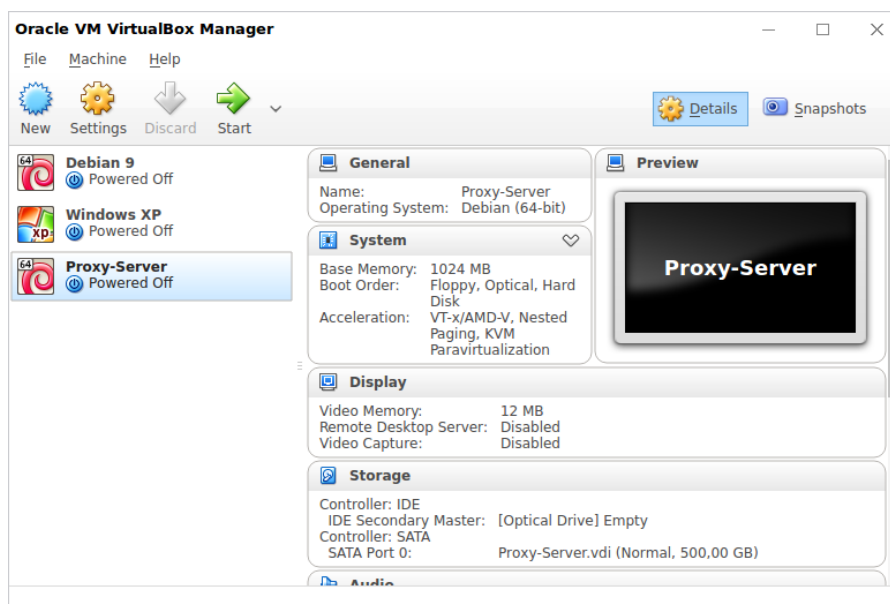 Oracle VM VirtualBox Manager
File Machine Help
New Settings Discard Start Details Snapshots
64 Debian 9
Powered Off
Windows XP
xp Powered Off
64 Proxy-Server
Powered Off
General
Name: Proxy-Server
Operating System: Debian (64-bit)
System
Base Memory: 1024 MB
Boot Order: Floppy, Optical, Hard
Disk
Acceleration: VT-x/AMD-V, Nested
Paging, KVM
Paravirtualization
Preview
Proxy-Server
Display
Video Memory: 12 MB
Remote Desktop Server: Disabled
Video Capture: Disabled
Storage
Controller: IDE
IDE Secondary Master: [Optical Drive] Empty
Controller: SATA
SATA Port 0: Proxy-Server.vdi (Normal, 500,00 GB)
Audio